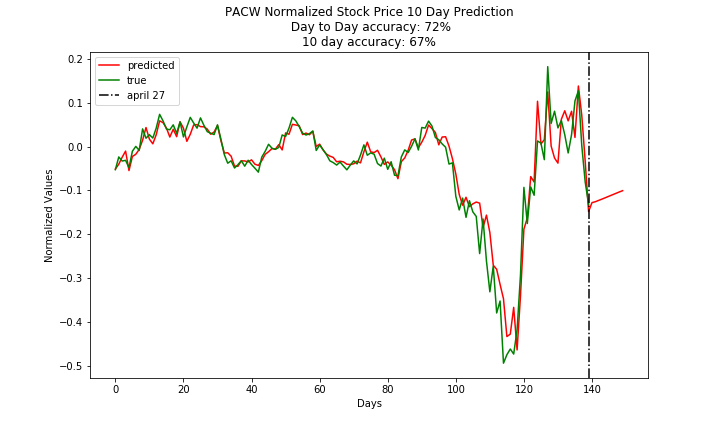 PACW Normalized Stock Price 10 Day Prediction
Day to Day accuracy: 72%
10 day accuracy: 67%
predicted
true
april 27
Normalized Values
0.2
0.1
0.0
−0.1
−0.2
−0.3
−0.4
−0.5
0 20 40 60 80 100 120 140
Days